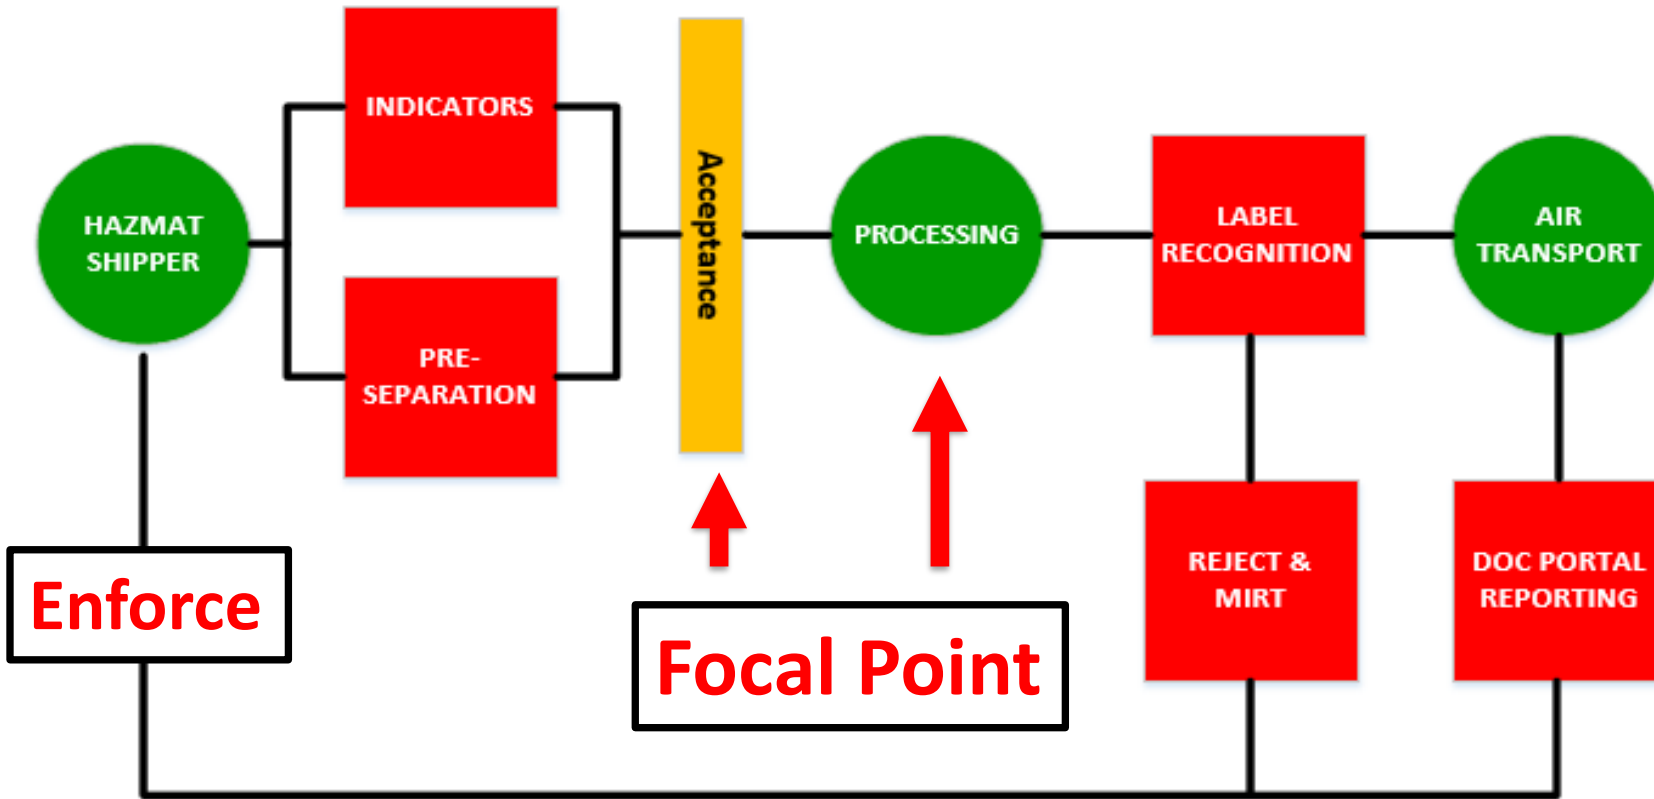 INDICATORS
HAZMAT
SHIPPER
PRE-
SEPARATION
Acceptance
PROCESSING
LABEL
RECOGNITION
AIR
TRANSPORT
Enforce
Focal Point
REJECT &
MIRT
DOC PORTAL
REPORTING